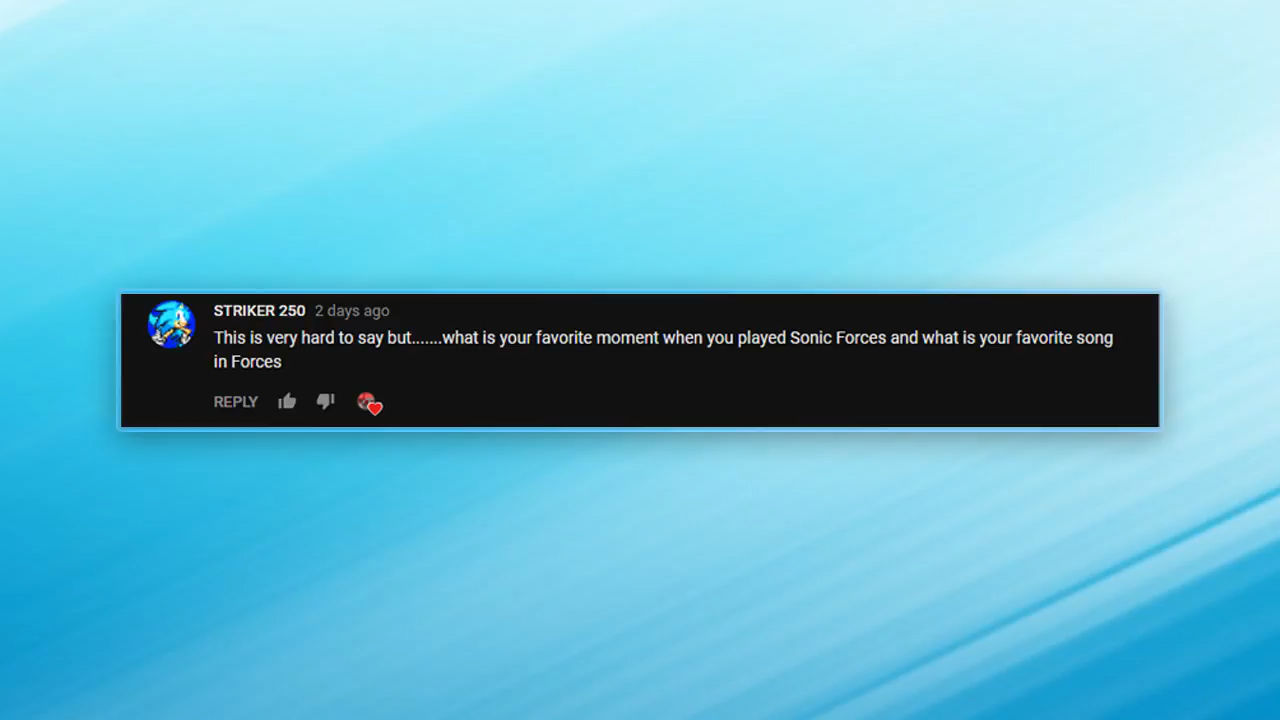 STRIKER 250 2 days ago
This is very hard to say but.......what is your favorite moment when you played Sonic Forces and what is your favorite song
in Forces
REPLY